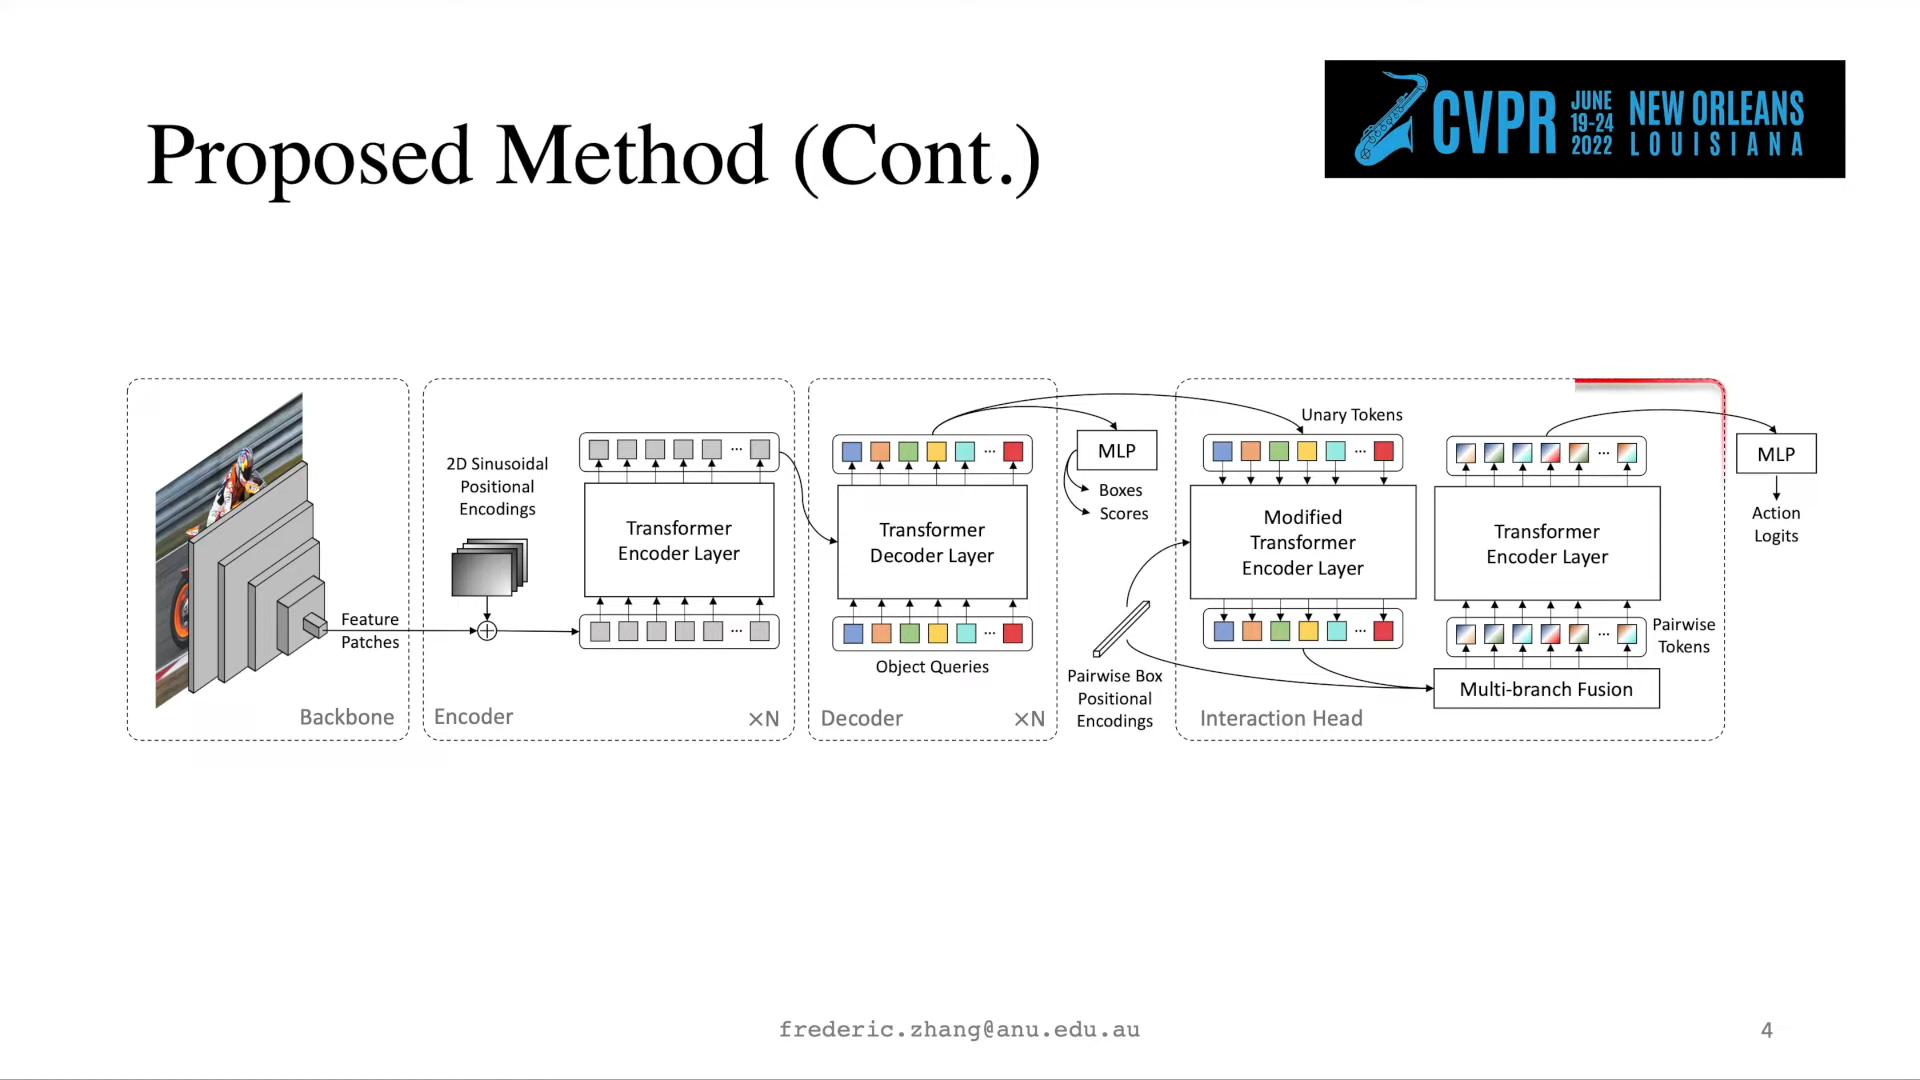 CVPR
JUNE
19-24
2022
NEW ORLEANS
LOUISIANA
Proposed Method (Cont.)
Feature
Patches
Backbone
2D Sinusoidal
Positional
Encodings
...
Transformer
Encoder Layer
...
Encoder
×N
...
Transformer
Decoder Layer
...
Object Queries
Decoder
×N
MLP
Boxes
Scores
Pairwise Box
Positional
Encodings
Unary Tokens
...
Modified
Transformer
Encoder Layer
...
Interaction Head
...
Transformer
Encoder Layer
...
Pairwise
Tokens
Multi-branch Fusion
MLP
Action
Logits
frederic.zhang@anu.edu.au
4